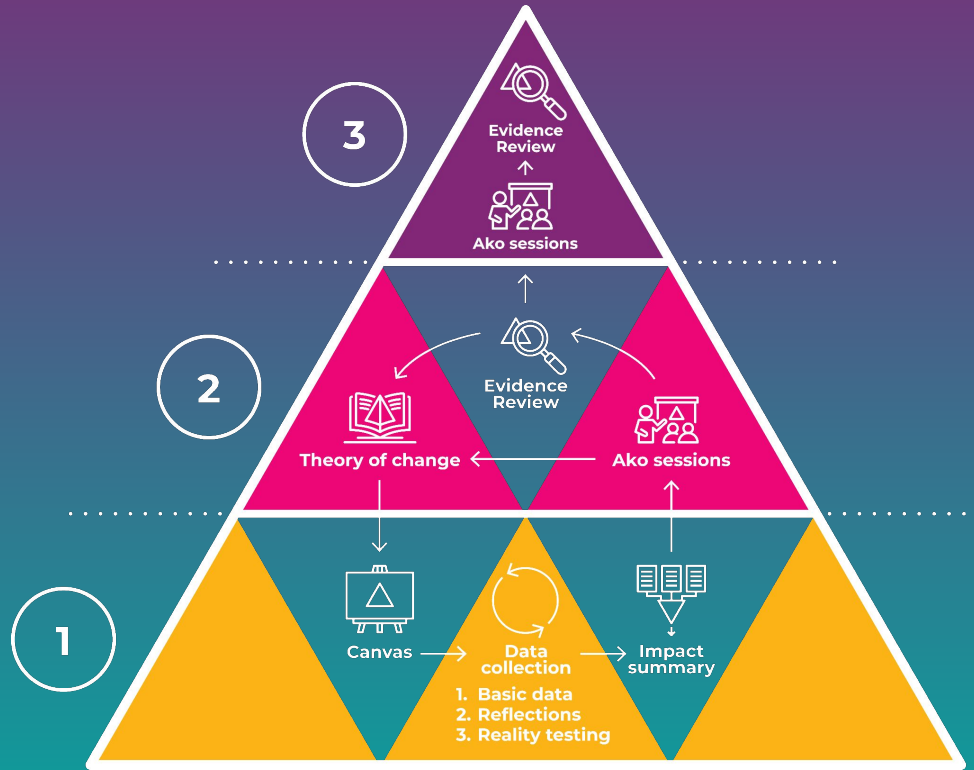 3
Evidence
Review
Ako sessions
2
Evidence
Review
Theory of change
Ako sessions
1
Canvas
Data
collection
1. Basic data
2. Reflections
3. Reality testing
Impact
summary